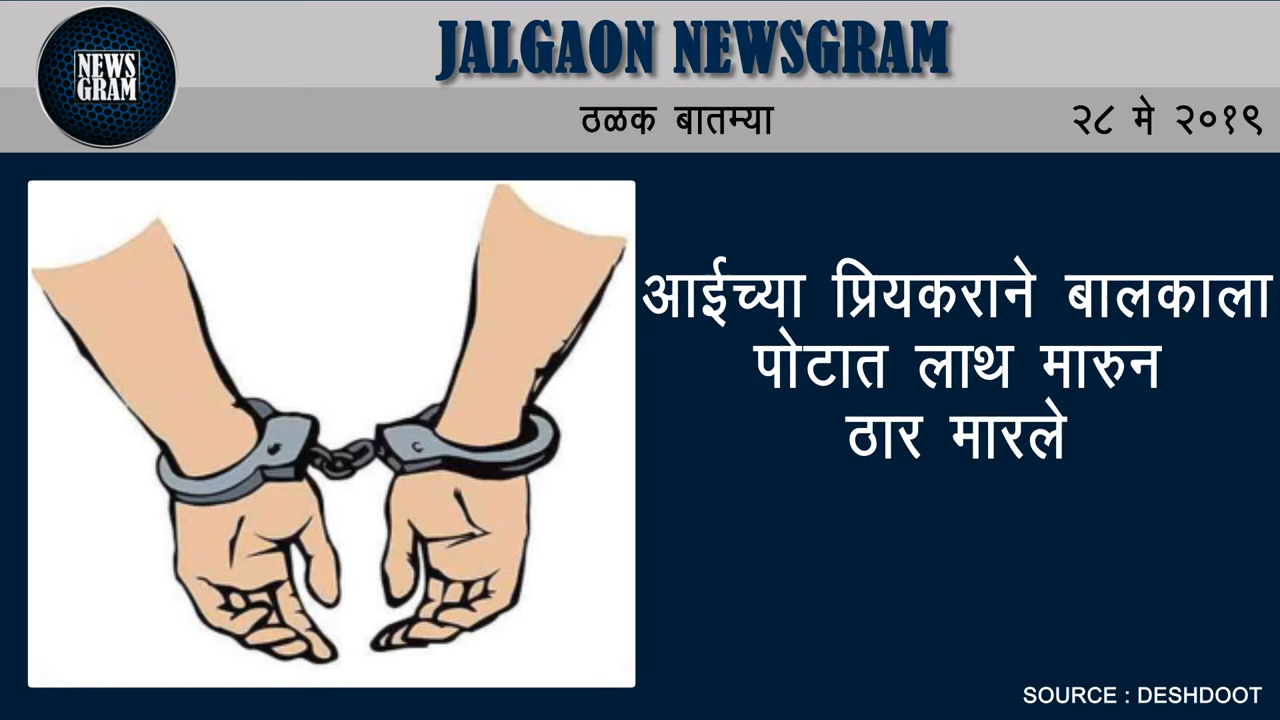 NEWS
GRAM
JALGAON NEWSGRAM
ठळक बातम्या
२८ मे २०१९
आईच्या प्रियकराने बालकाला
पोटात लाथ मारुन
ठार मारले
SOURCE : DESHDOOT